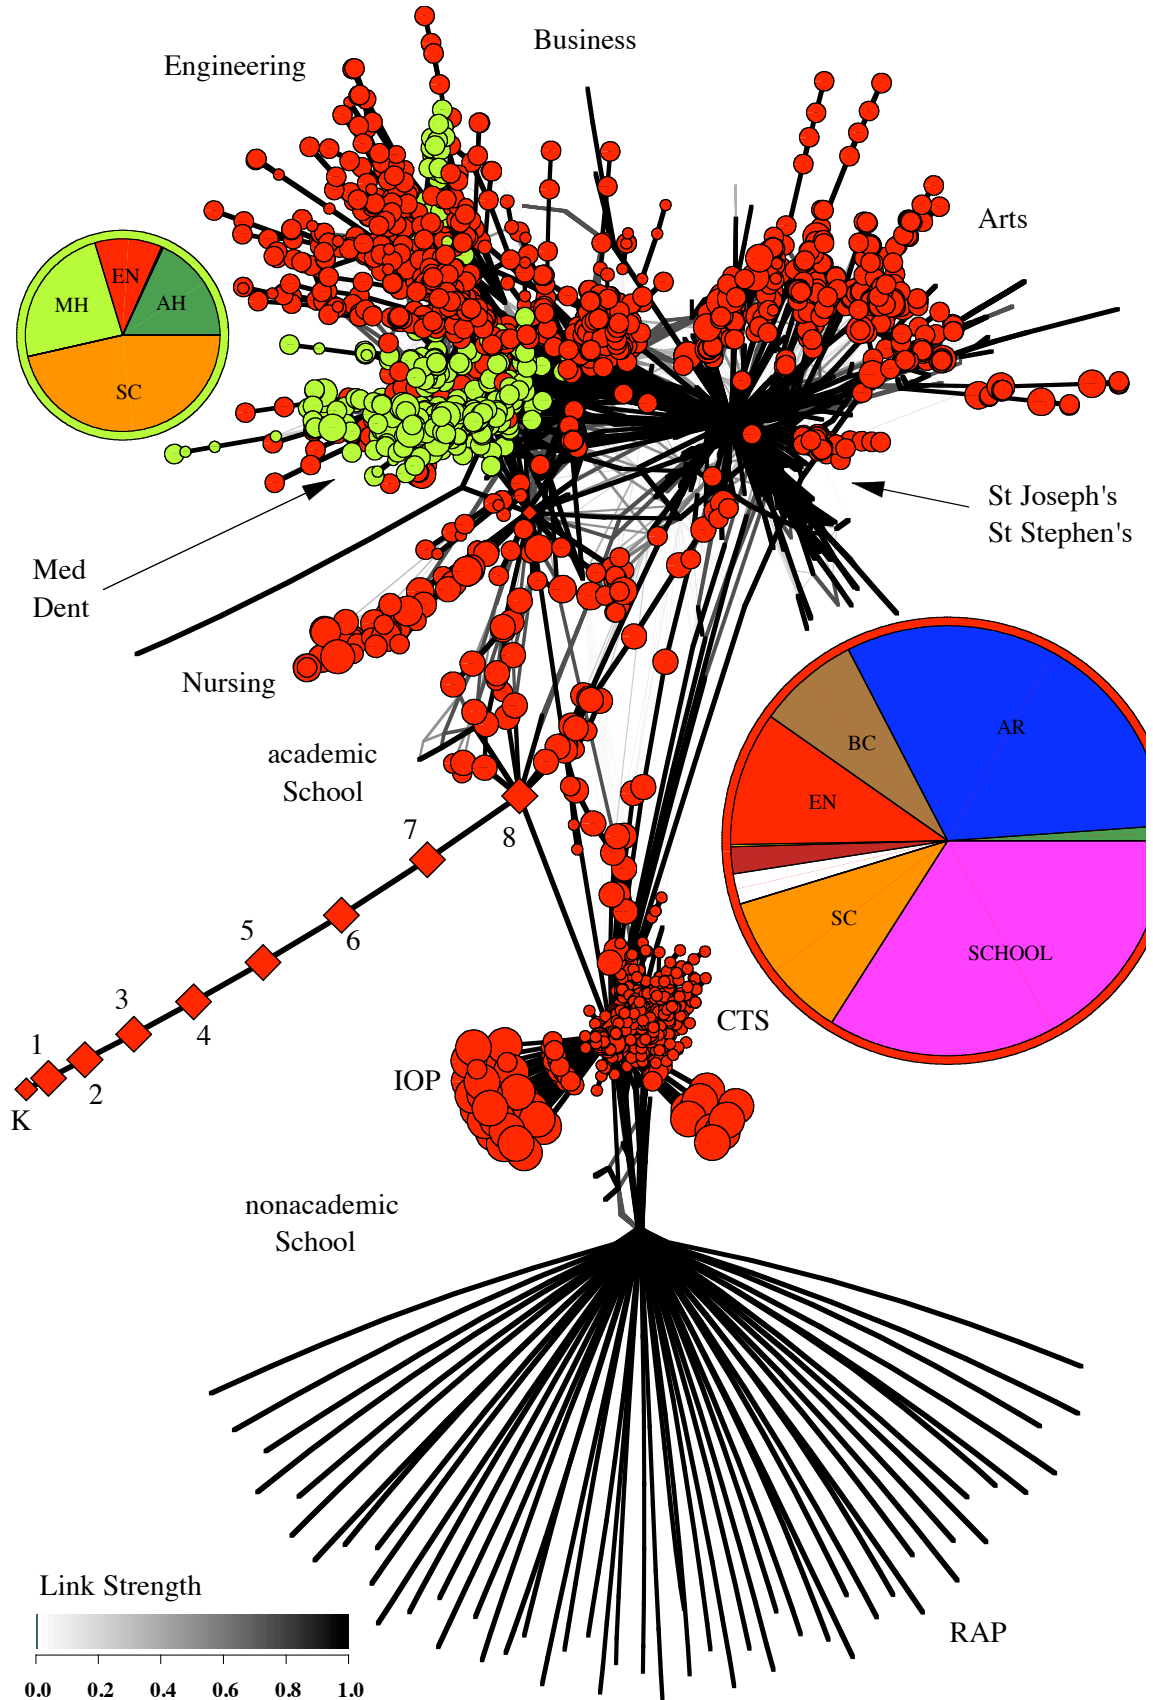 Business
Engineering
Arts
EN
MH
AH
SC
St Joseph's
St Stephen's
Med
Dent
Nursing
academic
School
AR
BC
EN
SC
SCHOOL
8
7
6
5
4
3
2
1
K
CTS
IOP
nonacademic
School
RAP
Link Strength
0.0 0.2 0.4 0.6 0.8 1.0